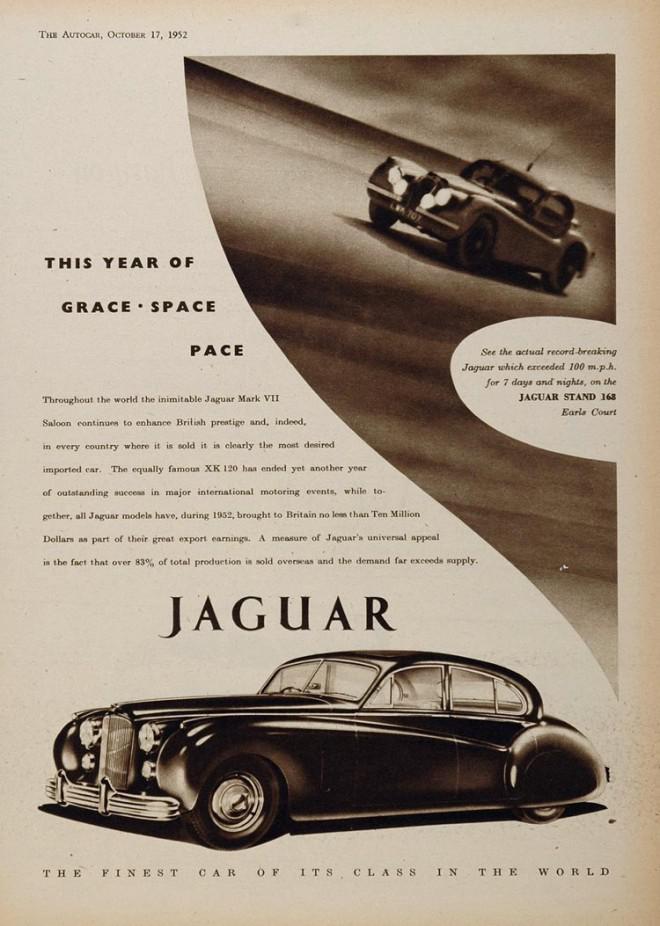 THE AUTOCAR, OCTOBER 17, 1952
THIS YEAR OF
GRACE · SPACE
PACE
LWK 707
See the actual record-breaking
Jaguar which exceeded 100 m.p.h.
for 7 days and nights, on the
JAGUAR STAND 168
Earls Court
Throughout the world the inimitable Jaguar Mark VII
Saloon continues to enhance British prestige and, indeed,
in every country where it is sold it is clearly the most desired
imported car. The equally famous XK 120 has ended yet another year
of outstanding success in major international motoring events, while to-
gether, all Jaguar models have, during 1952, brought to Britain no less than Ten Million
Dollars as part of their great export earnings. A measure of Jaguar's universal appeal
is the fact that over 83% of total production is sold overseas and the demand far exceeds supply.
JAGUAR
THE FINEST CAR OF ITS CLASS IN THE WORLD